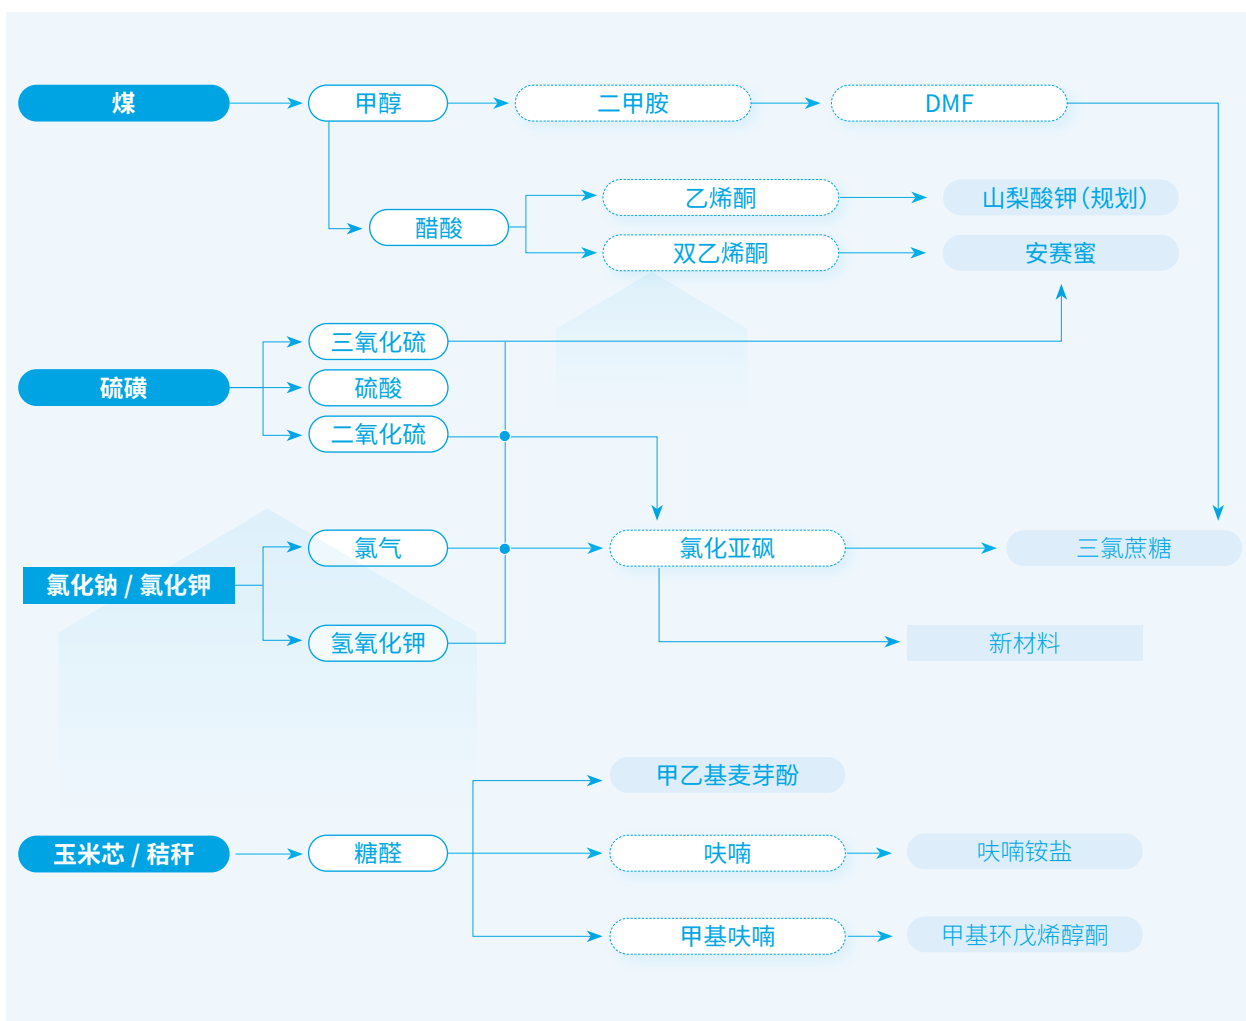 煤
甲醇
二甲胺
DMF
醋酸
乙烯酮
山梨酸钾(规划)
双乙烯酮
安赛蜜
三氧化硫
硫磺
硫酸
二氧化硫
氯气
氯化亚砜
三氯蔗糖
氯化钠 / 氯化钾
氢氧化钾
新材料
甲乙基麦芽酚
玉米芯 / 秸秆
糖醛
呋喃
呋喃铵盐
甲基呋喃
甲基环戊烯醇酮